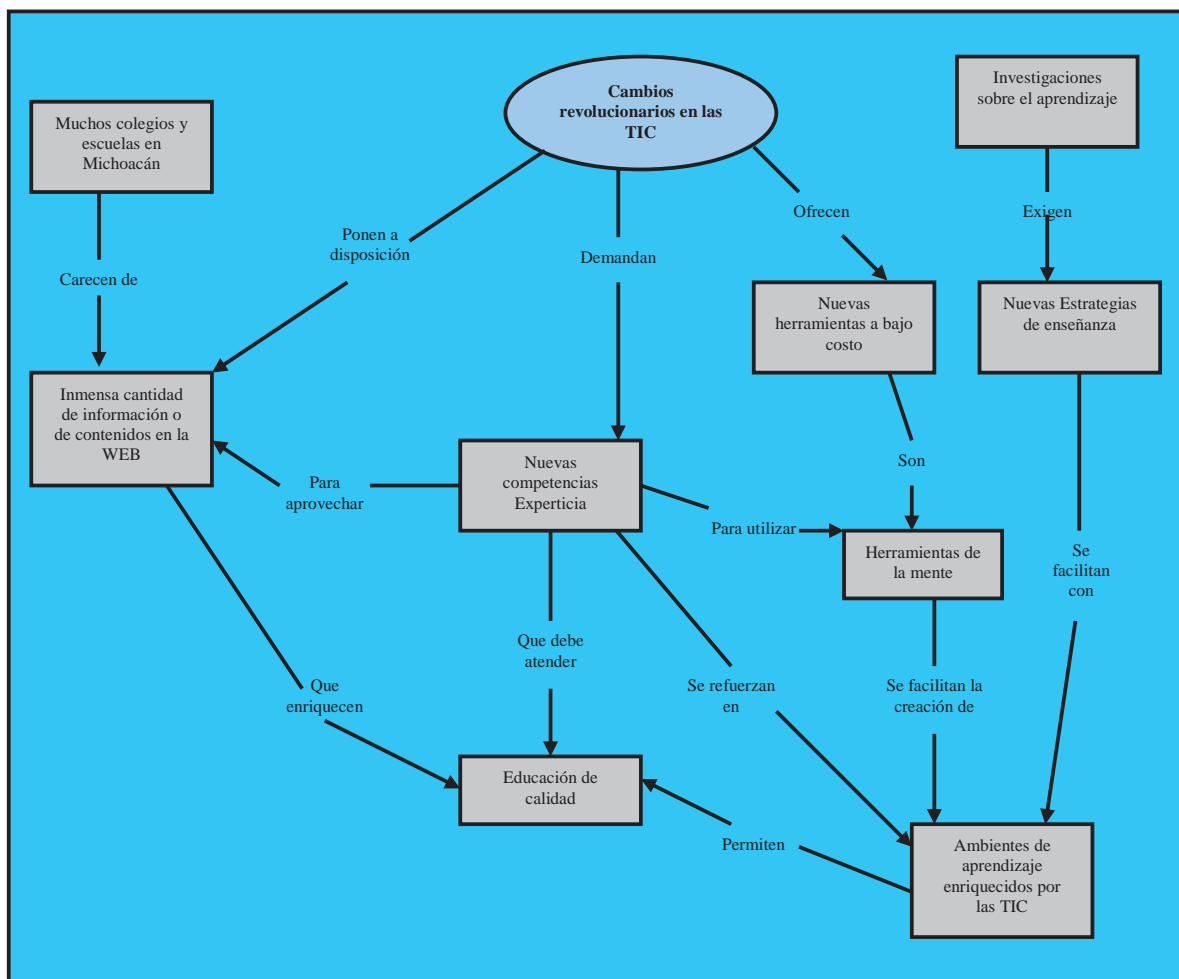 Cambios
revolucionarios en las
TIC
Investigaciones
sobre el aprendizaje
Muchos colegios y
escuelas en
Michoacán
Ofrecen
Exigen
Ponen a
disposición
Demandan
Carecen de
Nuevas
herramientas a bajo
costo
Nuevas Estrategias
de enseñanza
Inmensa cantidad
de información o
de contenidos en la
WEB
Son
Nuevas
competencias
Experticia
Para
aprovechar
Para utilizar
Herramientas de
la mente
Se
facilitan
con
Que debe
atender
Que
enriquecen
Se refuerzan
en
Se facilitan la
creación de
Educación de
calidad
Permiten
Ambientes de
aprendizaje
enriquecidos por
las TIC